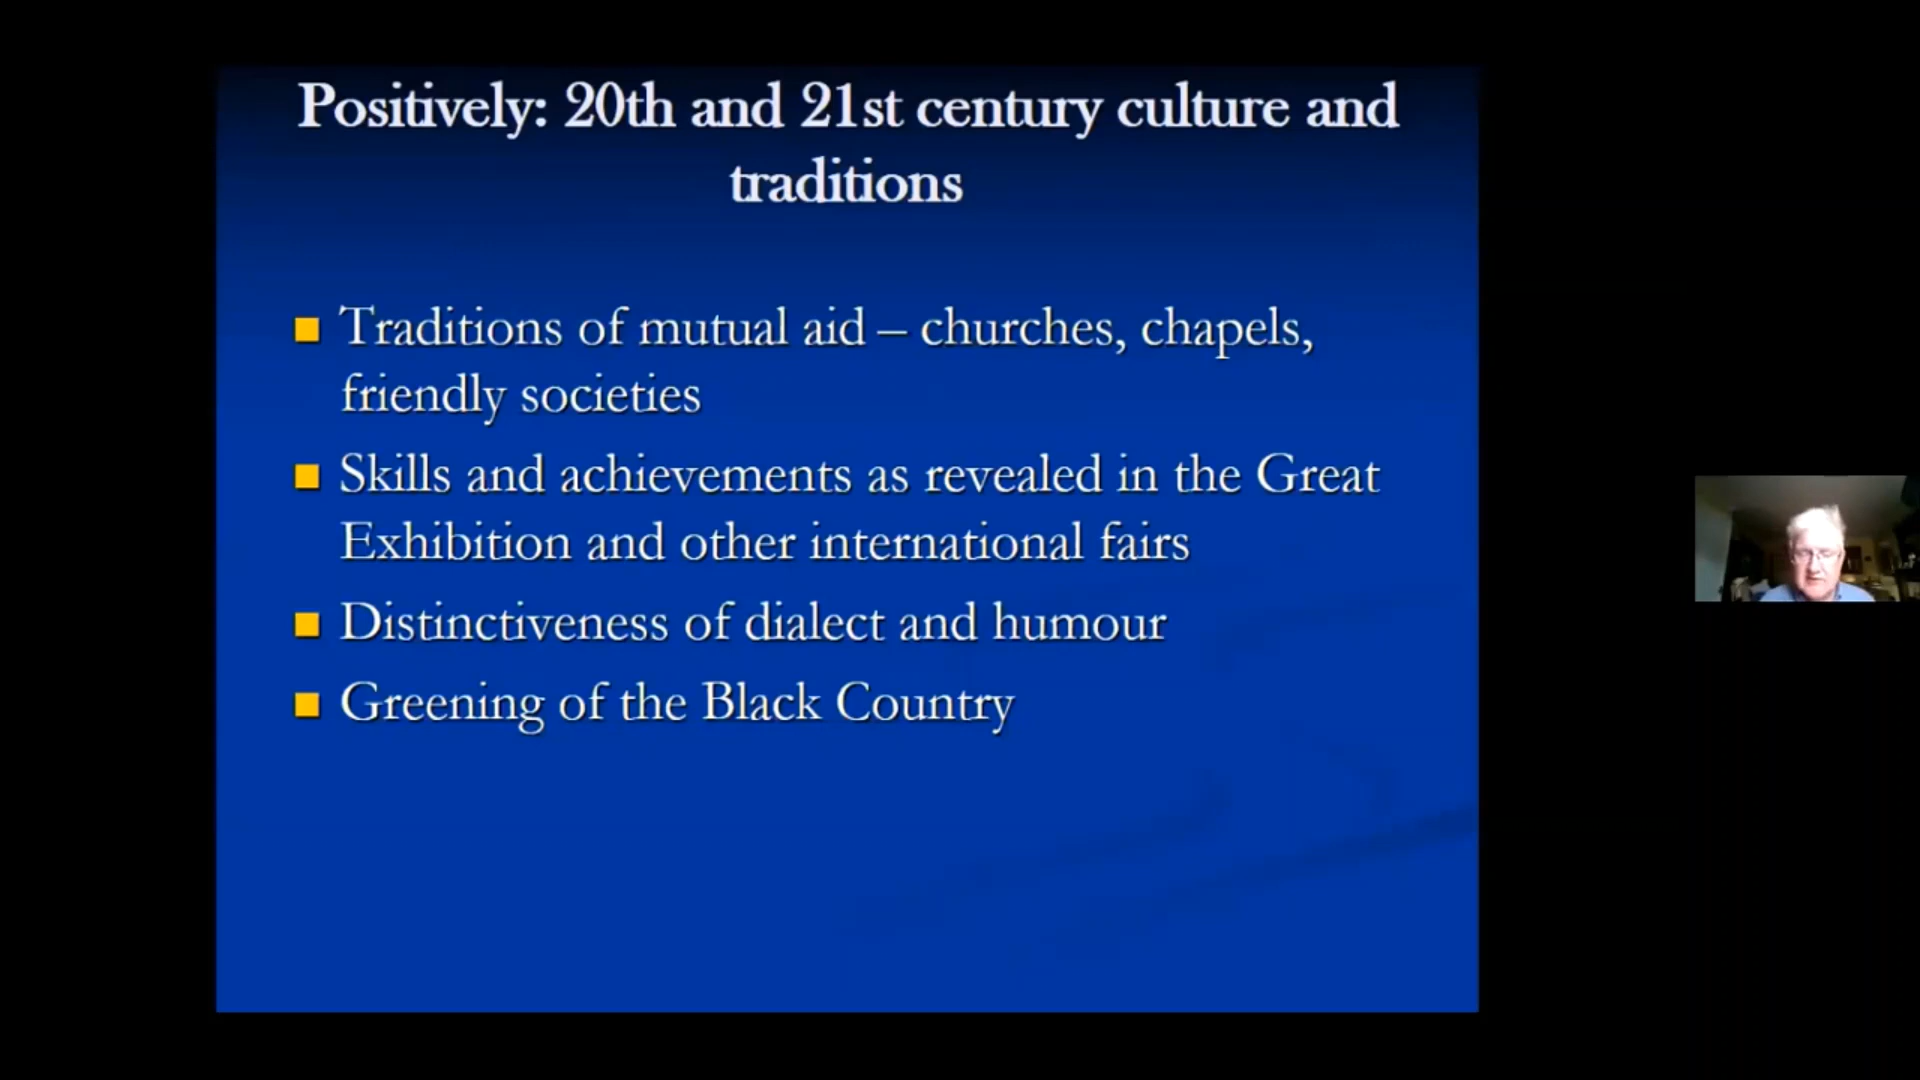 Positively: 20th and 21st century culture and
traditions
Traditions of mutual aid – churches, chapels,
friendly societies
Skills and achievements as revealed in the Great
Exhibition and other international fairs
Distinctiveness of dialect and humour
Greening of the Black Country